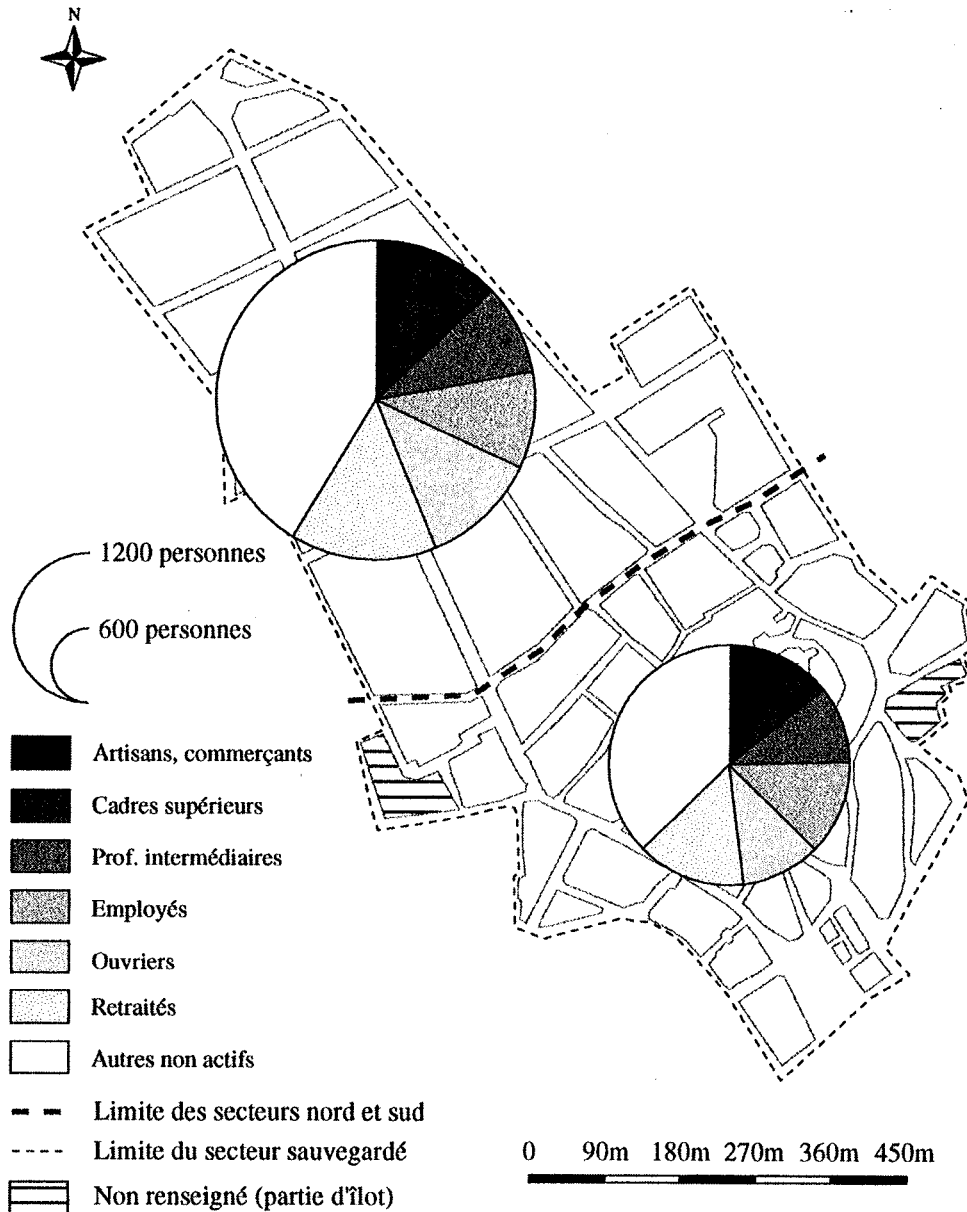 N
1200 personnes
600 personnes
Artisans, commerçants
Cadres supérieurs
Prof. intermédiaires
Employés
Ouvriers
Retraités
Autres non actifs
Limite des secteurs nord et sud
Limite du secteur sauvegardé
Non renseigné (partie d'îlot)
0 90m 180m 270m 360m 450m